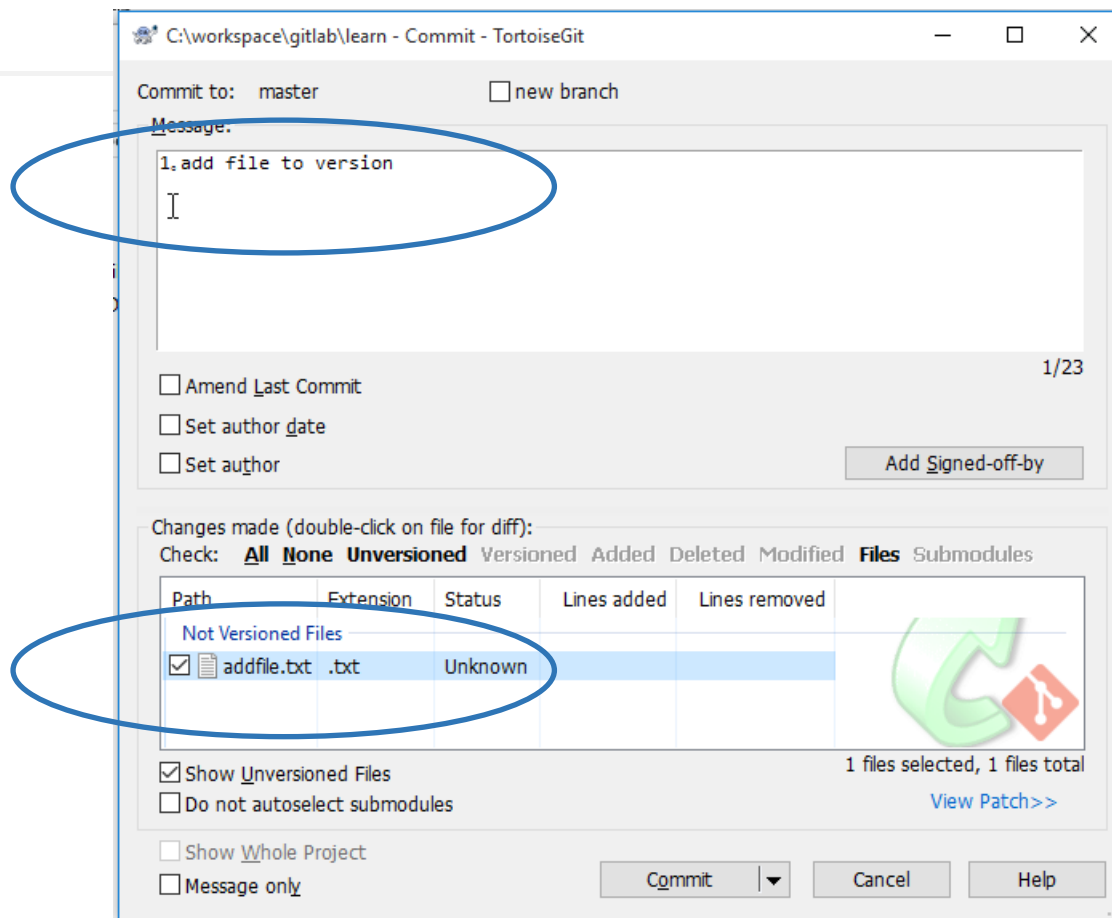 C:\workspace\gitlab\learn - Commit - TortoiseGit
Commit to: master new branch
Message:
1.add file to version
1/23
Amend Last Commit
Set author date
Set author
Add Signed-off-by
Changes made (double-click on file for diff):
Check: All None Unversioned Versioned Added Deleted Modified Files Submodules
Path Extension Status Lines added Lines removed
Not Versioned Files
addfile.txt .txt Unknown
Show Unversioned Files
1 files selected, 1 files total
Do not autoselect submodules
View Patch>>
Show Whole Project
Message only
Commit Cancel Help